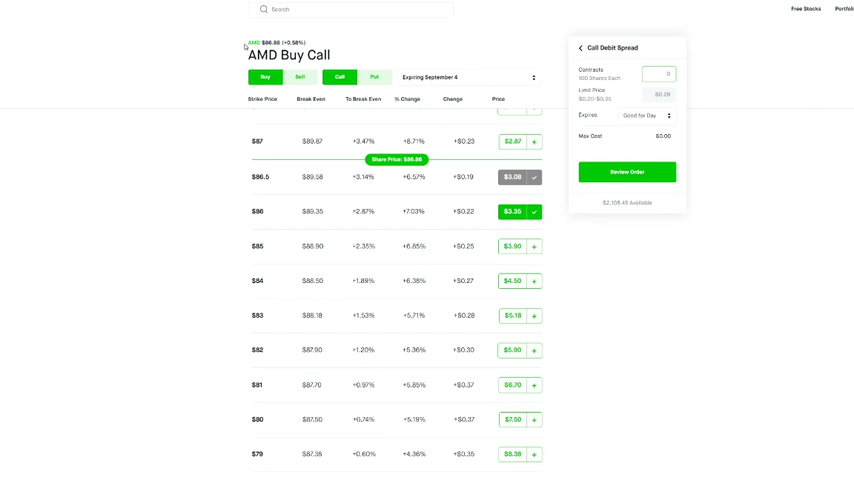 Search
Free Stocks
Portfol
AMD $86.86 (+0.58%)
AMD Buy Call
Buy
Sell
Call
Put
Expiring September 4
Strike Price
Break Even
To Break Even
% Change
Change
Price
$87
$89.87
+3.47%
+8.71%
+$0.23
$2.87 +
Share Price: $86.86
$86.5
$89.58
+3.14%
+6.57%
+$0.19
$3.08
$86
$89.35
+2.87%
+7.03%
+$0.22
$3.35
$85
$88.90
+2.35%
+6.85%
+$0.25
$3.90 +
$84
$88.50
+1.89%
+6.38%
+$0.27
$4.50 +
$83
$88.18
+1.53%
+5.71%
+$0.28
$5.18 +
$82
$87.90
+1.20%
+5.36%
+$0.30
$5.90 +
$81
$87.70
+0.97%
+5.85%
+$0.37
$6.70 +
$80
$87.50
+0.74%
+5.19%
+$0.37
$7.50 +
$79
$87.38
+0.60%
+4.36%
+$0.35
$8.38 +
Call Debit Spread
Contracts
100 Shares Each
0
Limit Price
$0.20-$0.35
$0.28
Expires
Good for Day
Max Cost
$0.00
Review Order
$2,108.45 Available